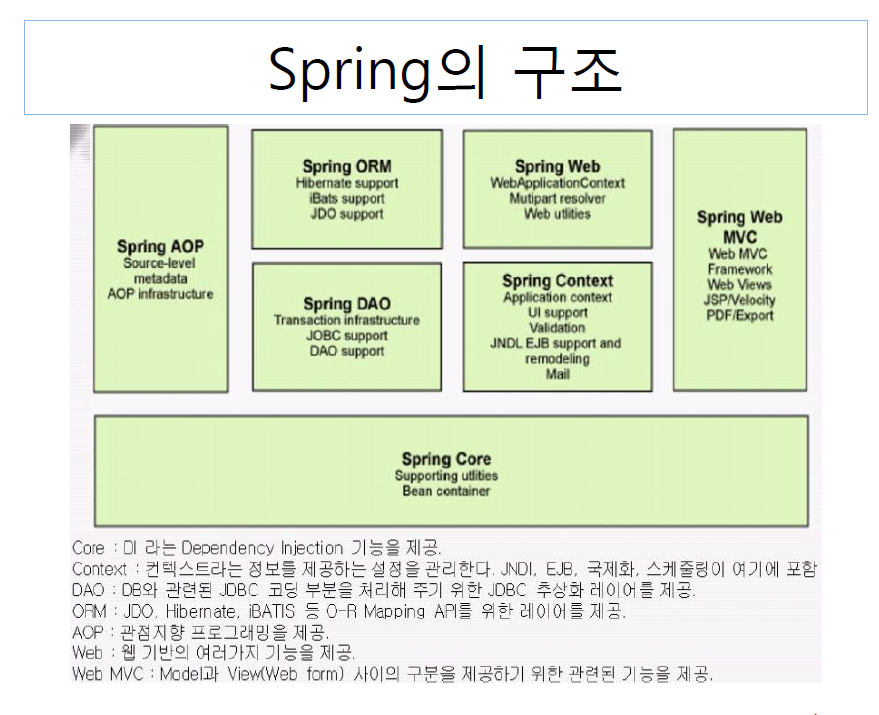 Spring의 구조
Spring AOP
Source-level
metadata
AOP infrastructure
Spring ORM
Hibernate support
iBats support
JDO support
Spring DAO
Transaction infrastructure
JOBC support
DAO support
Spring Web
WebApplicationContext
Mutipart resolver
Web utlities
Spring Context
Application context
UI support
Validation
JNDL EJB support and
remodeling
Mail
Spring Web
MVC
Web MVC
Framework
Web Views
JSP/Velocity
PDF/Export
Spring Core
Supporting utlities
Bean container
Core : DI 라는 Dependency Injection 기능을 제공.
Context : 컨텍스트라는 정보를 제공하는 설정을 관리한다. JNDI, EJB, 국제화, 스케줄링이 여기에 포함
DAO : DB와 관련된 JDBC 코딩 부분을 처리해 주기 위한 JDBC 추상화 레이어를 제공.
ORM : JDO, Hibernate, iBATIS 등 O-R Mapping API를 위한 레이어를 제공.
AOP : 관점지향 프로그래밍을 제공.
Web : 웹 기반의 여러가지 기능을 제공.
Web MVC : Model과 View(Web form) 사이의 구분을 제공하기 위한 관련된 기능을 제공.